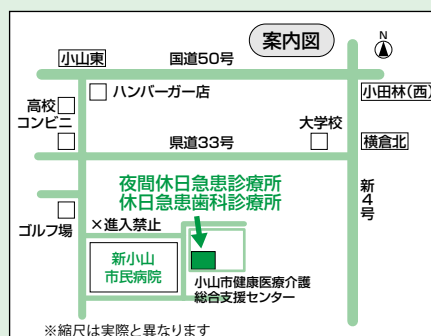 案内図
N
小山東
国道50号
ハンバーガー店
小田林(西)
高校
コンビニ
大学校
県道33号
横倉北
夜間休日急患診療所
休日急患歯科診療所
新4号
×進入禁止
ゴルフ場
新小山
市民病院
小山市健康医療介護
総合支援センター
※縮尺は実際と異なります